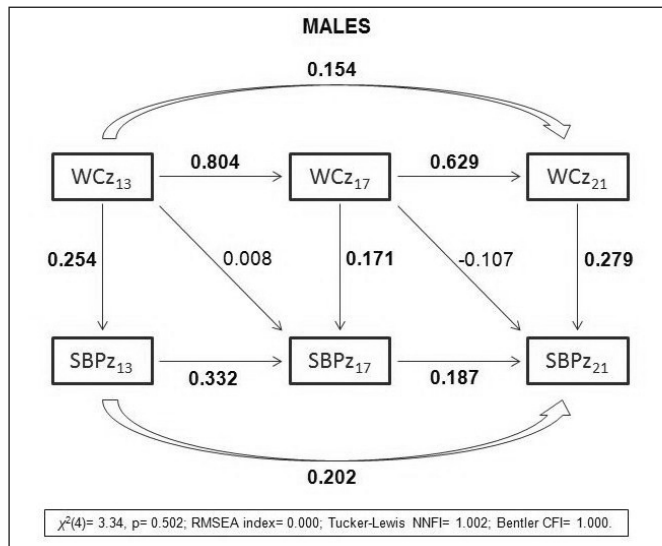 MALES
0.154
WCz₁₃ 0.804 WCz₁₇ 0.629 WCz₂₁
0.254 0.008 0.171 -0.107 0.279
SBPz₁₃ 0.332 SBPz₁₇ 0.187 SBPz₂₁
0.202
χ²(4)= 3.34, p= 0.502; RMSEA index= 0.000; Tucker-Lewis NNFI= 1.002; Bentler CFI= 1.000.